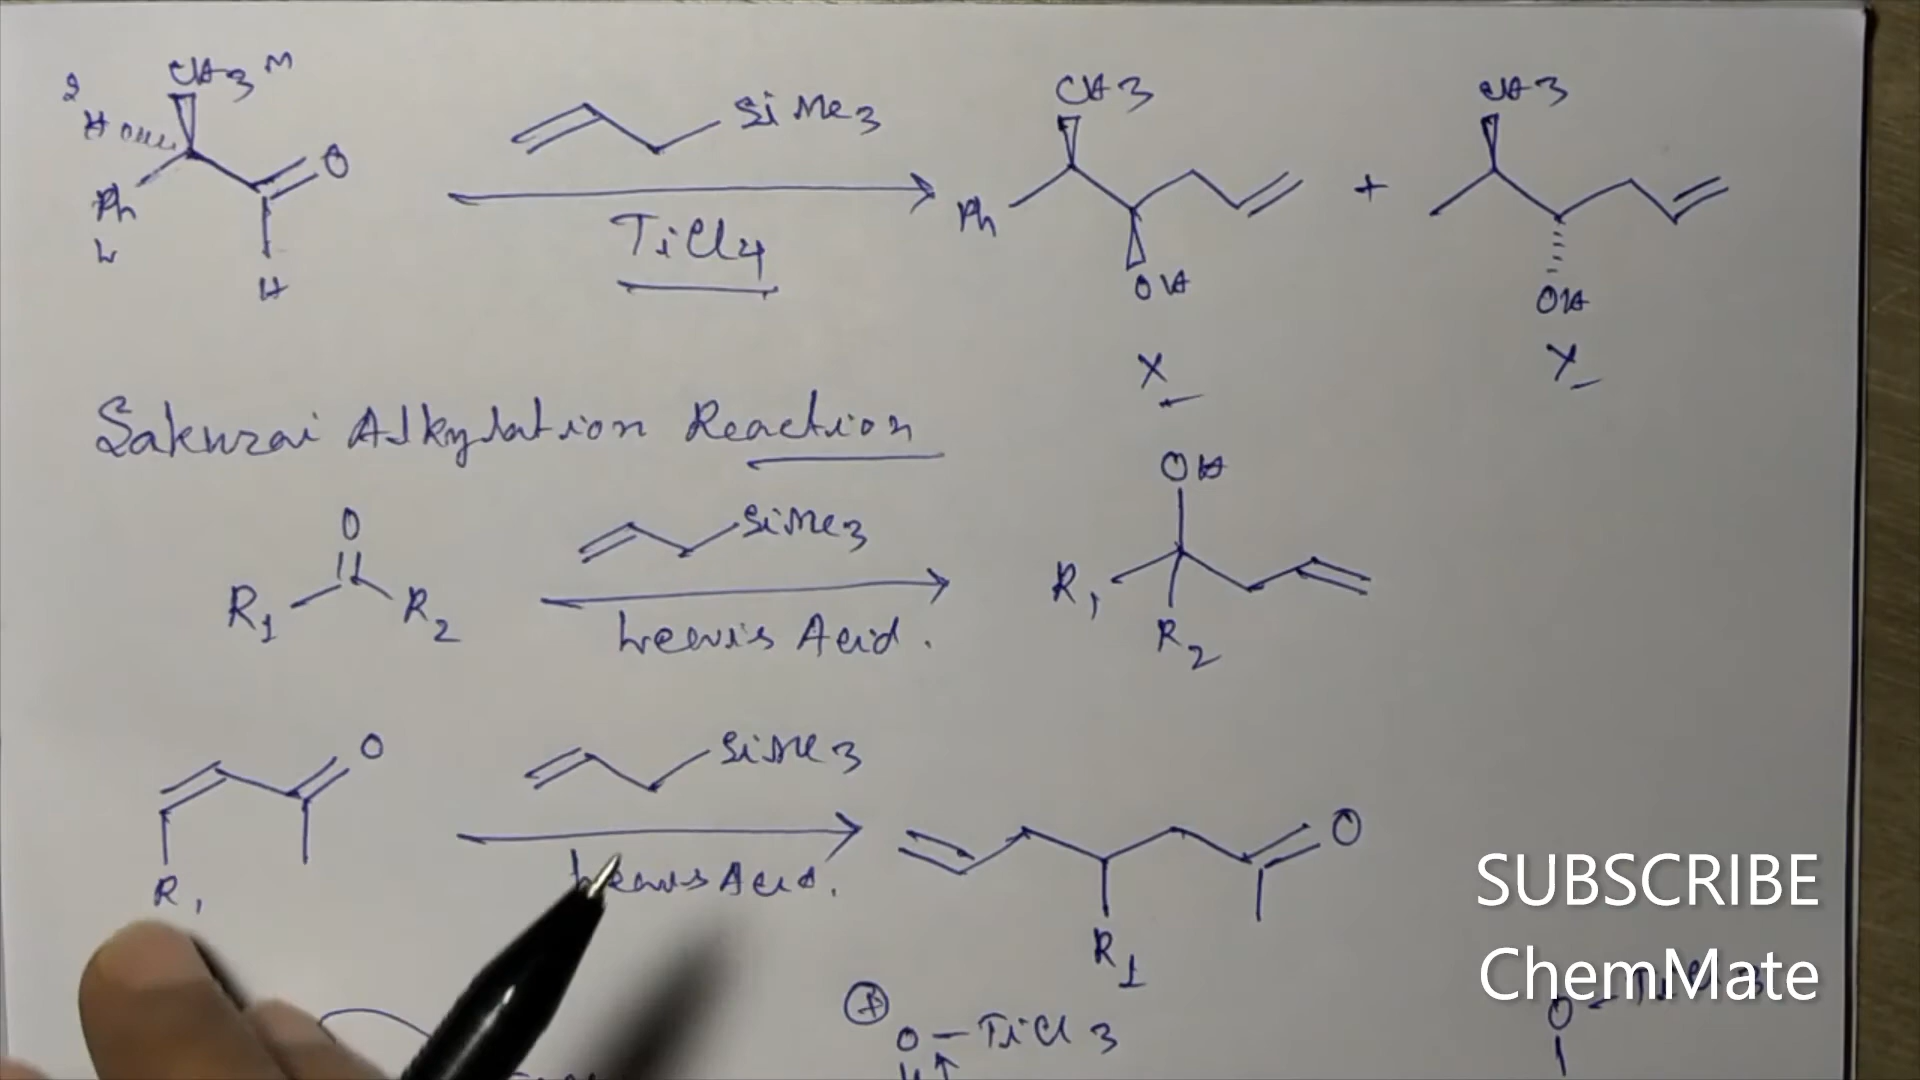 CH3 M
S
H
O
Ph
L
H
SiMe3
TiCl4
CH3
Ph
OH
X
+
CH3
OH
Y
Sakurai Alkylation Reaction
O
R1
R2
SiMe3
Lewis Acid.
OH
R1
R2
O
R1
SiMe3
Lewis Acid.
O
R1
SUBSCRIBE
ChemMate
+
O - TiCl3
O - TiCl3